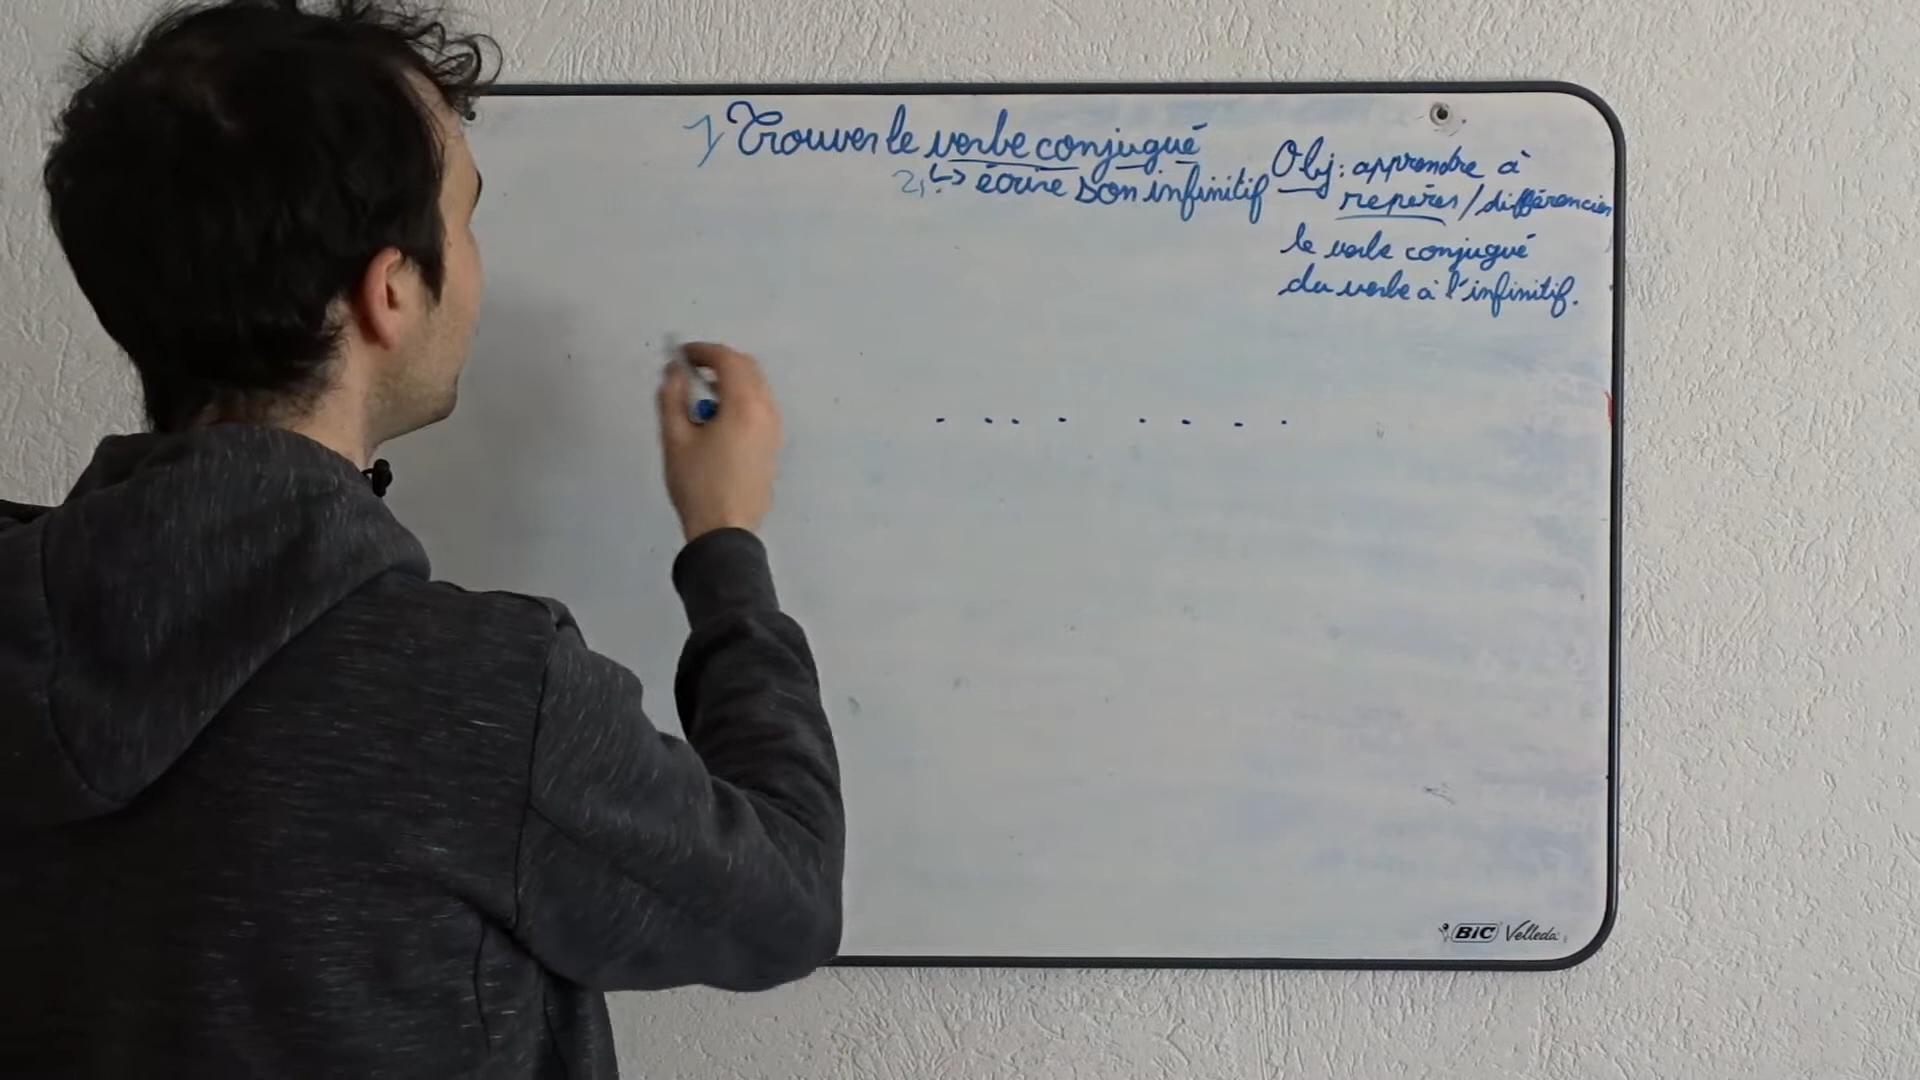 1) Trouver le verbe conjugué
2, ↳> écrire son infinitif
Obj : apprendre à
repérer / différencier
le verbe conjugué
du verbe à l'infinitif.
BIC Velleda